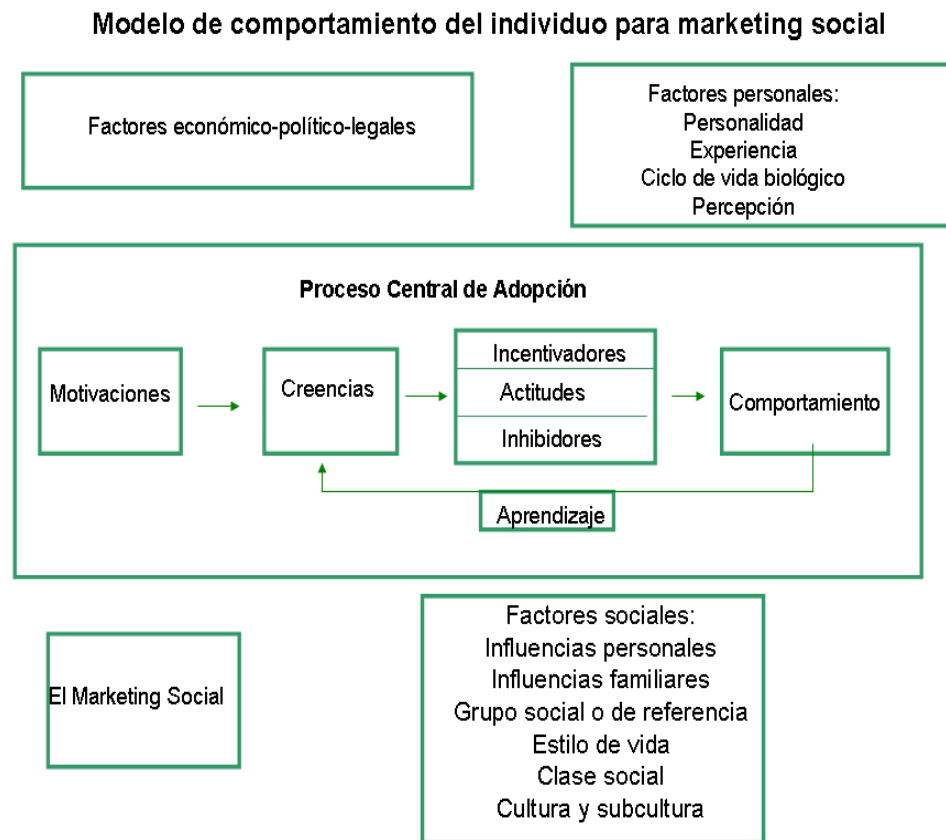 Modelo de comportamiento del individuo para marketing social
Factores económico-político-legales
Factores personales:
Personalidad
Experiencia
Ciclo de vida biológico
Percepción
Proceso Central de Adopción
Motivaciones
Creencias
Incentivadores
Actitudes
Inhibidores
Comportamiento
Aprendizaje
El Marketing Social
Factores sociales:
Influencias personales
Influencias familiares
Grupo social o de referencia
Estilo de vida
Clase social
Cultura y subcultura